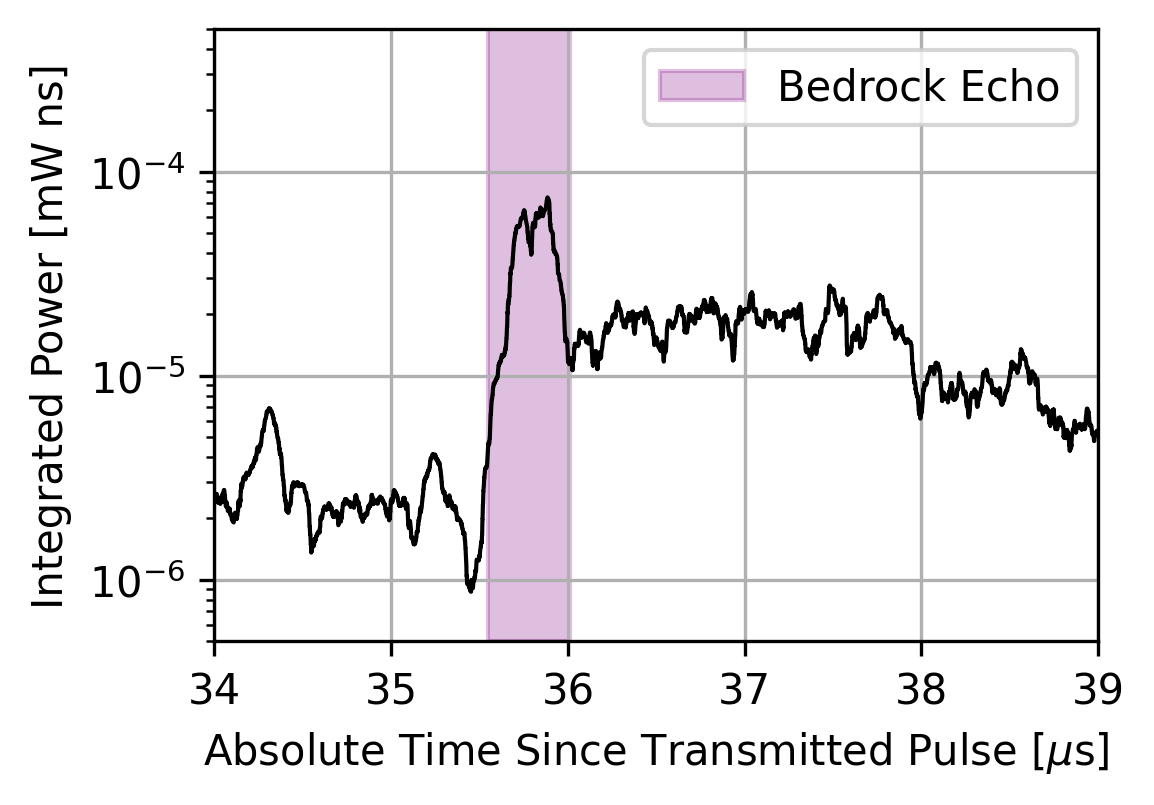 Integrated Power [mW ns]
10⁻⁴
10⁻⁵
10⁻⁶
Bedrock Echo
34 35 36 37 38 39
Absolute Time Since Transmitted Pulse [μs]